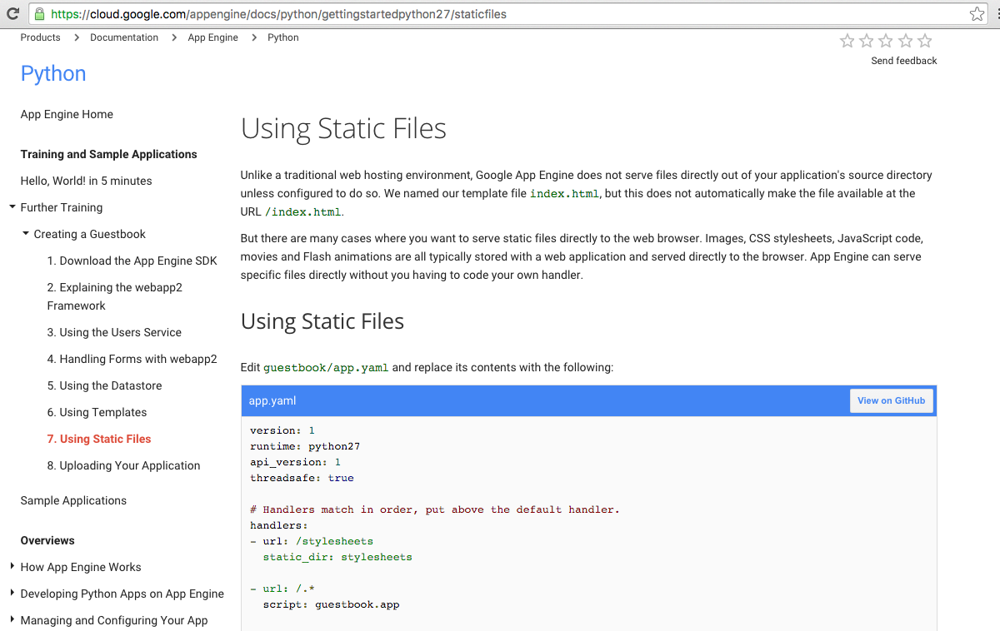 https://cloud.google.com/appengine/docs/python/gettingstartedpython27/staticfiles
Products > Documentation > App Engine > Python
Send feedback
Python
App Engine Home
Training and Sample Applications
Hello, World! in 5 minutes
Further Training
Creating a Guestbook
1. Download the App Engine SDK
2. Explaining the webapp2
Framework
3. Using the Users Service
4. Handling Forms with webapp2
5. Using the Datastore
6. Using Templates
7. Using Static Files
8. Uploading Your Application
Sample Applications
Overviews
How App Engine Works
Developing Python Apps on App Engine
Managing and Configuring Your App
Using Static Files
Unlike a traditional web hosting environment, Google App Engine does not serve files directly out of your application's source directory
unless configured to do so. We named our template file index.html, but this does not automatically make the file available at the
URL /index.html.
But there are many cases where you want to serve static files directly to the web browser. Images, CSS stylesheets, JavaScript code,
movies and Flash animations are all typically stored with a web application and served directly to the browser. App Engine can serve
specific files directly without you having to code your own handler.
Using Static Files
Edit guestbook/app.yaml and replace its contents with the following:
app.yaml
View on GitHub
version: 1
runtime: python27
api_version: 1
threadsafe: true
# Handlers match in order, put above the default handler.
handlers:
- url: /stylesheets
static_dir: stylesheets
- url: /.*
script: guestbook.app